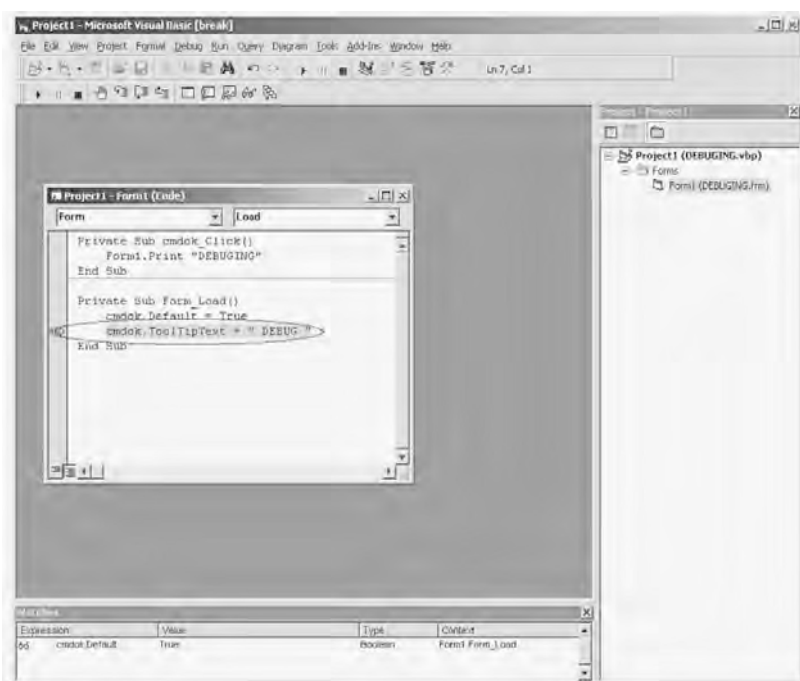 Project1 - Microsoft Visual Basic [break]
File Edit View Project Format Debug Run Query Diagram Tools Add-Ins Window Help
Ln 7, Col 1
Project - Project1
Project1 (DEBUGING.vbp)
Forms
Form1 (DEBUGING.frm)
Project1 - Form1 (Code)
Form Load
Private Sub cmdok_Click()
Form1.Print "DEBUGING"
End Sub
Private Sub Form_Load()
cmdok.Default = True
cmdok.ToolTipText = " DEBUG "
End Sub
Watches
Expression Value Type Context
cmdok.Default True Boolean Form1.Form_Load